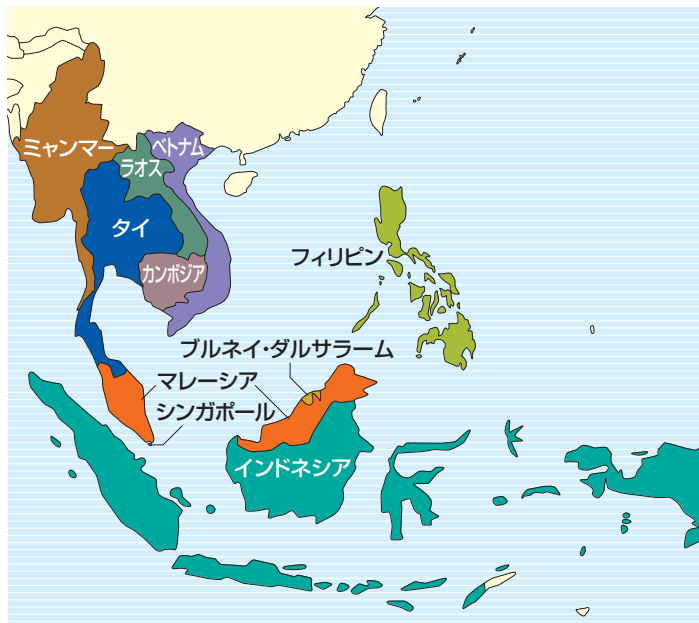 ミャンマー
ベトナム
ラオス
タイ
カンボジア
フィリピン
ブルネイ・ダルサラーム
マレーシア
シンガポール
インドネシア